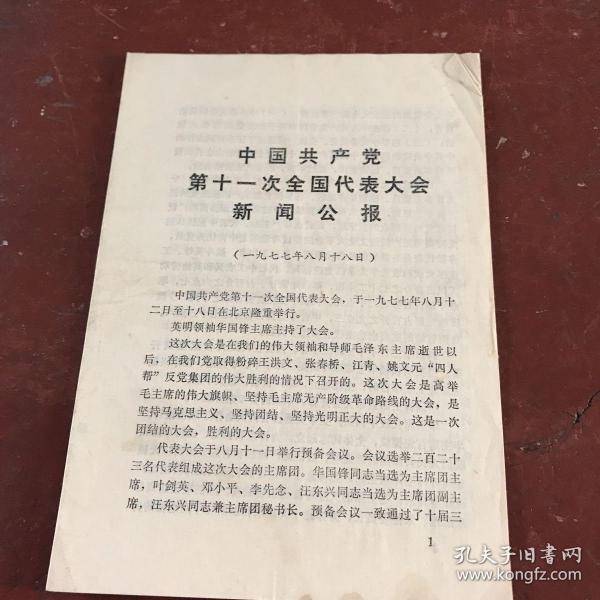 中国共产党
第十一次全国代表大会
新闻公报
（一九七七年八月十八日）
中国共产党第十一次全国代表大会，于一九七七年八月十
二日至十八日在北京隆重举行。
英明领袖华国锋主席主持了大会。
这次大会是在我们的伟大领袖和导师毛泽东主席逝世以
后，在我们党取得粉碎王洪文、张春桥、江青、姚文元“四人
帮”反党集团的伟大胜利的情况下召开的。这次大会是高举
毛主席的伟大旗帜、坚持毛主席无产阶级革命路线的大会，是
坚持马克思主义、坚持团结、坚持光明正大的大会。这是一次
团结的大会，胜利的大会。
代表大会于八月十一日举行预备会议。会议选举二百二十
三名代表组成这次大会的主席团。华国锋同志当选为主席团主
席，叶剑英、邓小平、李先念、汪东兴同志当选为主席团副主
席，汪东兴同志兼主席团秘书长。预备会议一致通过了十届三
1
孔夫子旧书网
www.kongfz.com